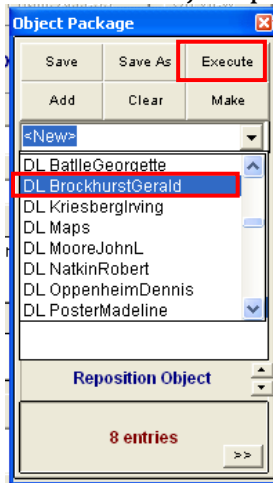 Object Package
Save Save As Execute
Add Clear Make
<New>
DL BatlleGeorgette
DL BrockhurstGerald
DL KriesbergIrving
DL Maps
DL MooreJohnL
DL NatkinRobert
DL OppenheimDennis
DL PosterMadeline
Reposition Object
8 entries
>>